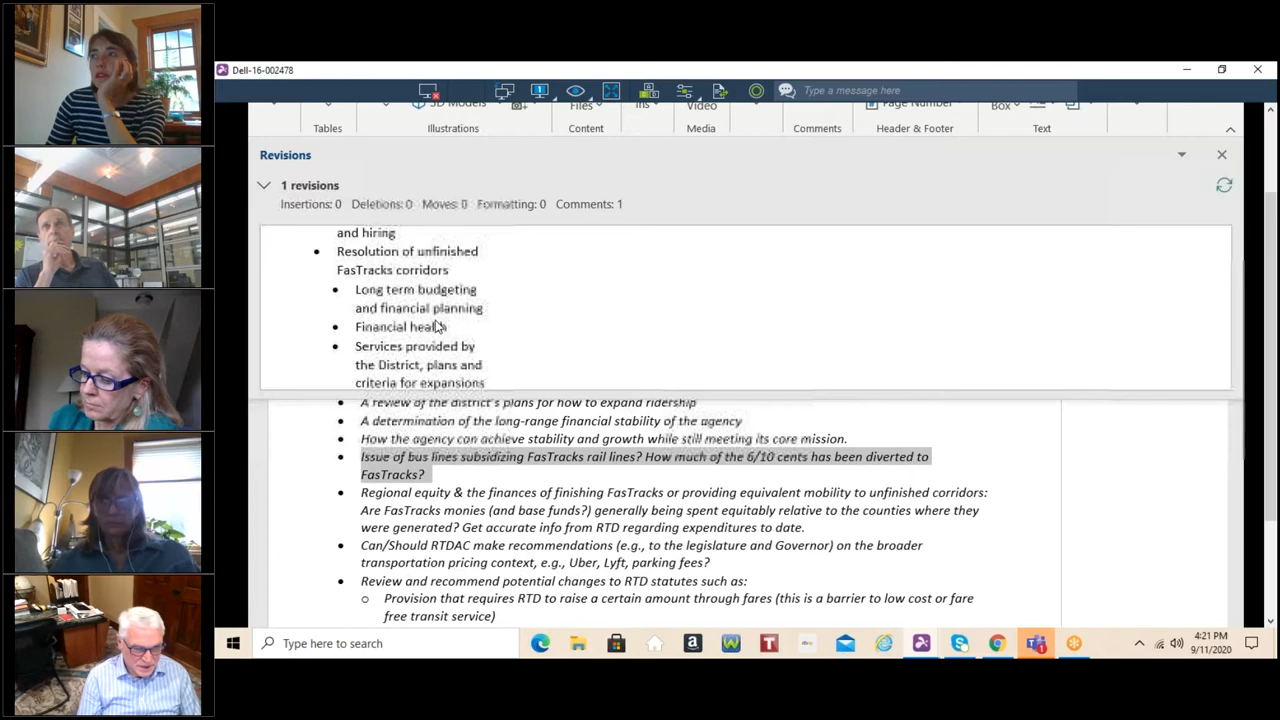 Dell-16-002478
Type a message here
3D Models
Files
Ins
Video
Page Number
Box
Tables
Illustrations
Content
Media
Comments
Header & Footer
Text
Revisions
1 revisions
Insertions: 0 Deletions: 0 Moves: 0 Formatting: 0 Comments: 1
and hiring
• Resolution of unfinished
FasTracks corridors
• Long term budgeting
and financial planning
• Financial health
• Services provided by
the District, plans and
criteria for expansions
• A review of the district's plans for how to expand ridership
• A determination of the long-range financial stability of the agency
• How the agency can achieve stability and growth while still meeting its core mission.
• Issue of bus lines subsidizing FasTracks rail lines? How much of the 6/10 cents has been diverted to
FasTracks?
• Regional equity & the finances of finishing FasTracks or providing equivalent mobility to unfinished corridors:
Are FasTracks monies (and base funds?) generally being spent equitably relative to the counties where they
were generated? Get accurate info from RTD regarding expenditures to date.
• Can/Should RTDAC make recommendations (e.g., to the legislature and Governor) on the broader
transportation pricing context, e.g., Uber, Lyft, parking fees?
• Review and recommend potential changes to RTD statutes such as:
o Provision that requires RTD to raise a certain amount through fares (this is a barrier to low cost or fare
free transit service)
Type here to search
4:21 PM
9/11/2020